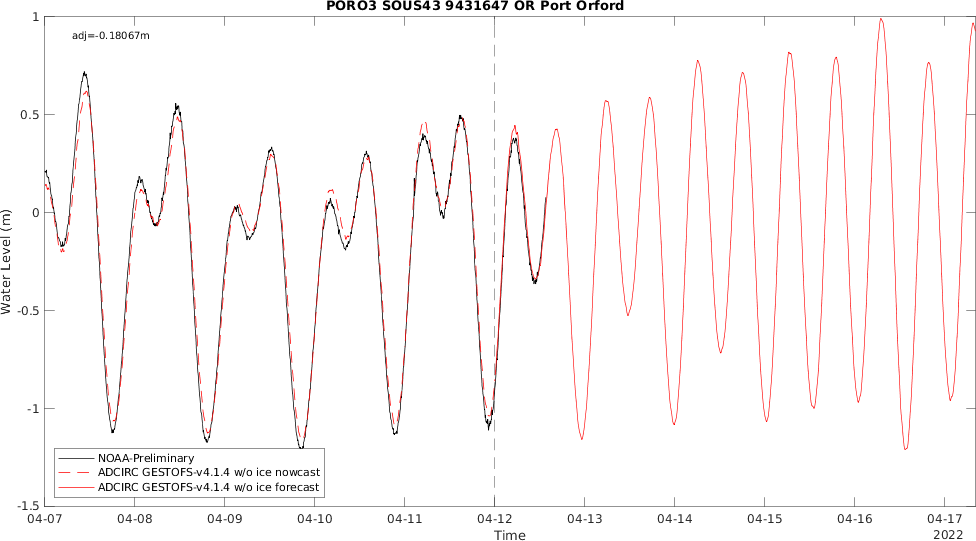 PORO3 SOUS43 9431647 OR Port Orford
adj=-0.18067m
1
0.5
0
-0.5
-1
-1.5
Water Level (m)
NOAA-Preliminary
ADCIRC GESTOFS-v4.1.4 w/o ice nowcast
ADCIRC GESTOFS-v4.1.4 w/o ice forecast
04-07 04-08 04-09 04-10 04-11 04-12 04-13 04-14 04-15 04-16 04-17
Time 2022